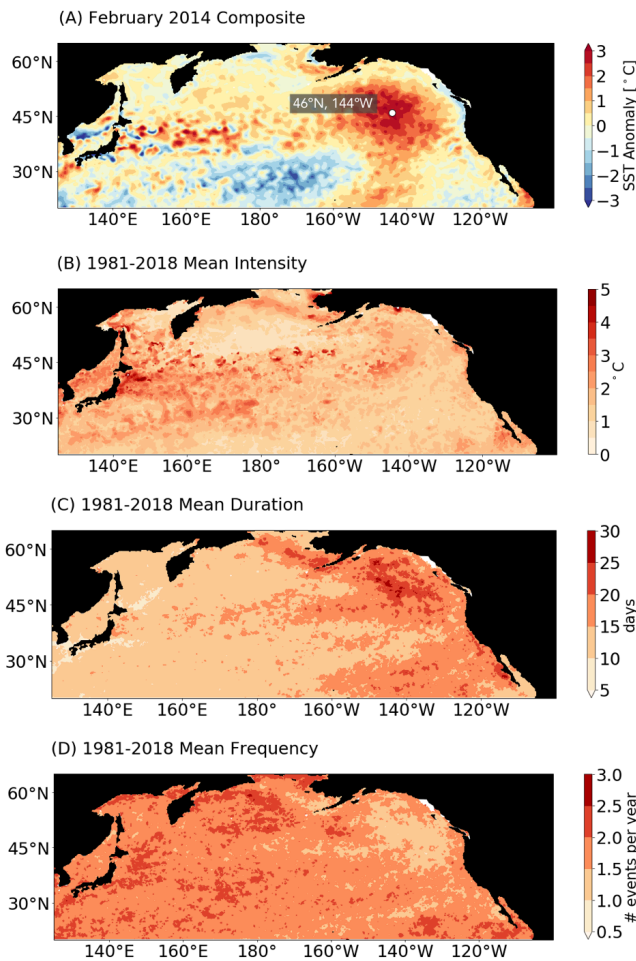 (A) February 2014 Composite
60°N
45°N
30°N
46°N, 144°W
140°E 160°E 180° 160°W 140°W 120°W
3
2
1
0
−1
−2
−3
SST Anomaly [ °C]
(B) 1981-2018 Mean Intensity
60°N
45°N
30°N
140°E 160°E 180° 160°W 140°W 120°W
5
4
3
2
1
0
°C
(C) 1981-2018 Mean Duration
60°N
45°N
30°N
140°E 160°E 180° 160°W 140°W 120°W
30
25
20
15
10
5
days
(D) 1981-2018 Mean Frequency
60°N
45°N
30°N
140°E 160°E 180° 160°W 140°W 120°W
3.0
2.5
2.0
1.5
1.0
0.5
# events per year